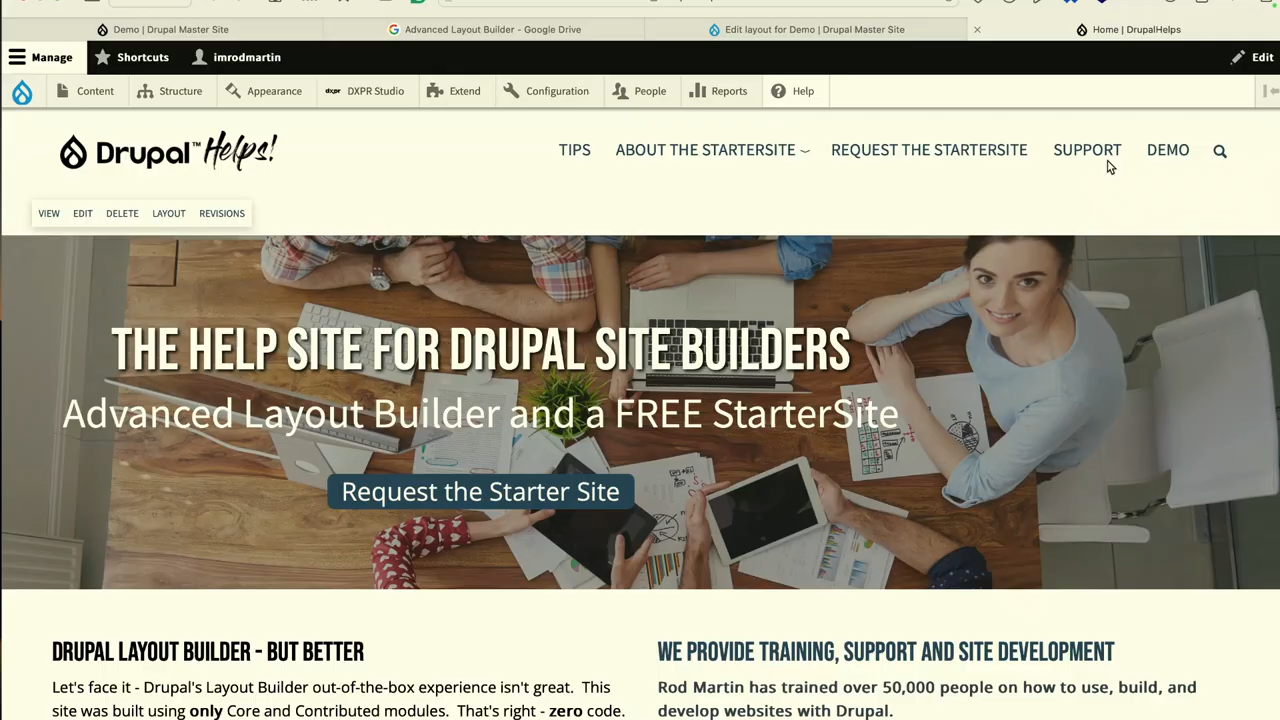 Demo | Drupal Master Site
Advanced Layout Builder - Google Drive
Edit layout for Demo | Drupal Master Site
Home | DrupalHelps
Manage
Shortcuts
imrodmartin
Edit
Content
Structure
Appearance
dxpr DXPR Studio
Extend
Configuration
People
Reports
Help
Drupal™ Helps!
TIPS
ABOUT THE STARTERSITE
REQUEST THE STARTERSITE
SUPPORT
DEMO
VIEW
EDIT
DELETE
LAYOUT
REVISIONS
THE HELP SITE FOR DRUPAL SITE BUILDERS
Advanced Layout Builder and a FREE StarterSite
Request the Starter Site
DRUPAL LAYOUT BUILDER - BUT BETTER
Let's face it - Drupal's Layout Builder out-of-the-box experience isn't great. This
site was built using only Core and Contributed modules. That's right - zero code.
WE PROVIDE TRAINING, SUPPORT AND SITE DEVELOPMENT
Rod Martin has trained over 50,000 people on how to use, build, and
develop websites with Drupal.